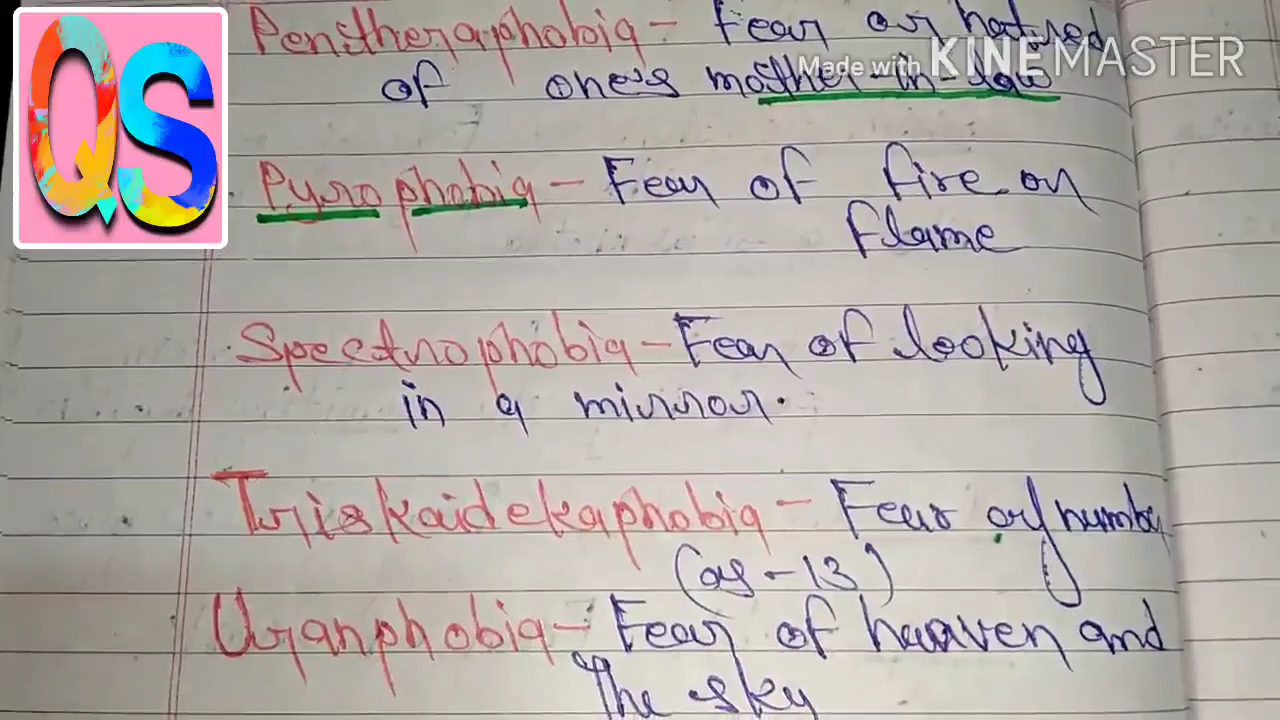 QS
Made with KINEMASTER
Penitheraphobia - Fear or hatred
of one's mother-in-law
Pyrophobia - Fear of fire or
flame
Spectrophobia - Fear of looking
in a mirror.
Triskaidekaphobia - Fear of number
(as - 13)
Uranphobia - Fear of heaven and
The sky